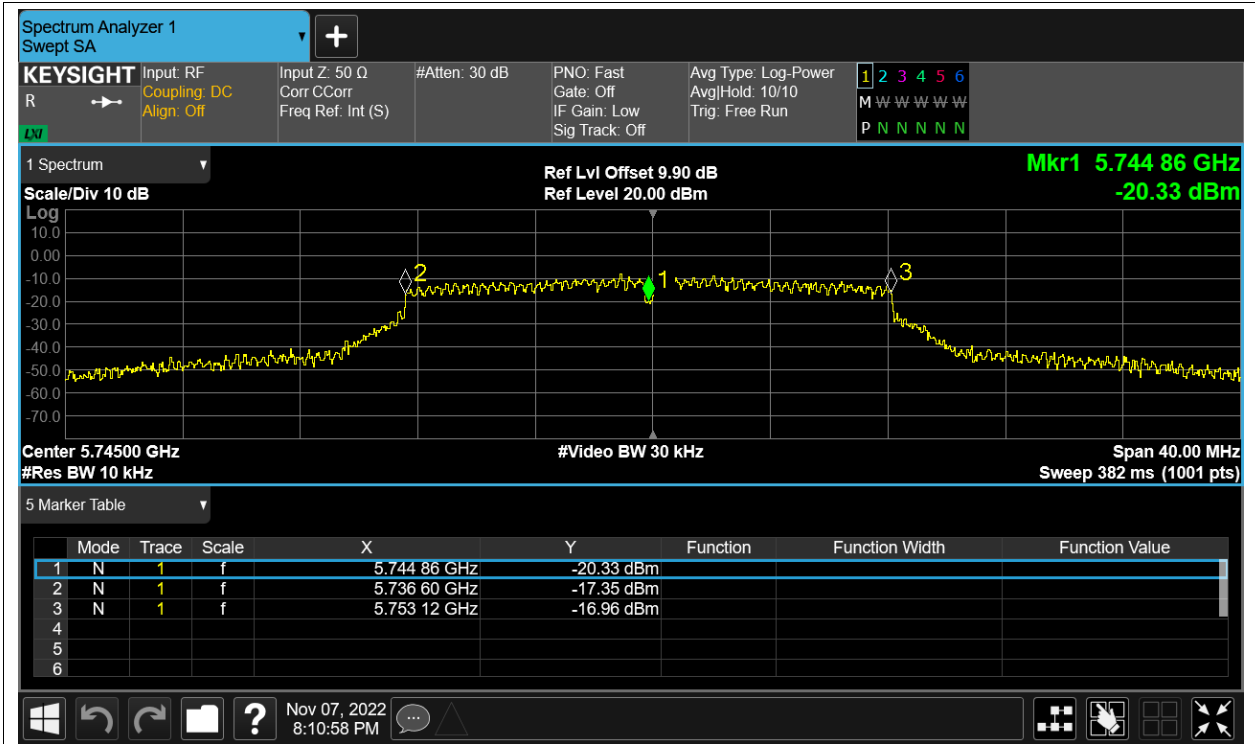 Spectrum Analyzer 1
Swept SA
KEYSIGHT
R
LXI
Input: RF
Coupling: DC
Align: Off
Input Z: 50 Ω
Corr CCorr
Freq Ref: Int (S)
#Atten: 30 dB
PNO: Fast
Gate: Off
IF Gain: Low
Sig Track: Off
Avg Type: Log-Power
Avg|Hold: 10/10
Trig: Free Run
1 2 3 4 5 6
M W W W W W
P N N N N N
1 Spectrum
Scale/Div 10 dB
Ref Lvl Offset 9.90 dB
Ref Level 20.00 dBm
Mkr1 5.744 86 GHz
-20.33 dBm
Log
10.0
0.00
-10.0
-20.0
-30.0
-40.0
-50.0
-60.0
-70.0
2
1
3
Center 5.74500 GHz
#Video BW 30 kHz
Span 40.00 MHz
#Res BW 10 kHz
Sweep 382 ms (1001 pts)
5 Marker Table
Mode Trace Scale X Y Function Function Width Function Value
1 N 1 f 5.744 86 GHz -20.33 dBm
2 N 1 f 5.736 60 GHz -17.35 dBm
3 N 1 f 5.753 12 GHz -16.96 dBm
4
5
6
?
Nov 07, 2022
8:10:58 PM